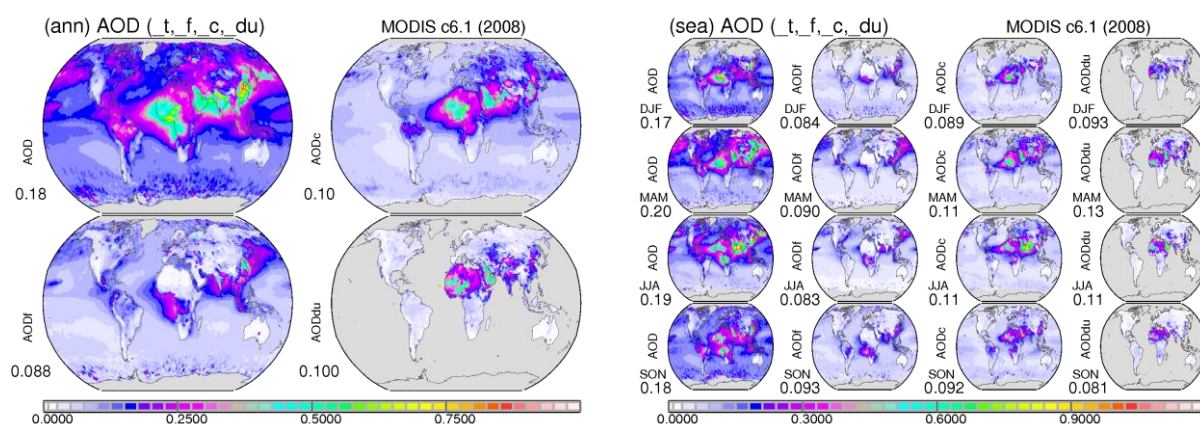 (ann) AOD (_t,_f,_c,_du) MODIS c6.1 (2008)
AOD
0.18
AODc
0.10
AODf
0.088
AODdu
0.100
0.0000 0.2500 0.5000 0.7500
(sea) AOD (_t,_f,_c,_du) MODIS c6.1 (2008)
AOD
DJF
0.17
AODf
DJF
0.084
AODc
DJF
0.089
AODdu
DJF
0.093
AOD
MAM
0.20
AODf
MAM
0.090
AODc
MAM
0.11
AODdu
MAM
0.13
AOD
JJA
0.19
AODf
JJA
0.083
AODc
JJA
0.11
AODdu
JJA
0.11
AOD
SON
0.18
AODf
SON
0.093
AODc
SON
0.092
AODdu
SON
0.081
0.0000 0.3000 0.6000 0.9000